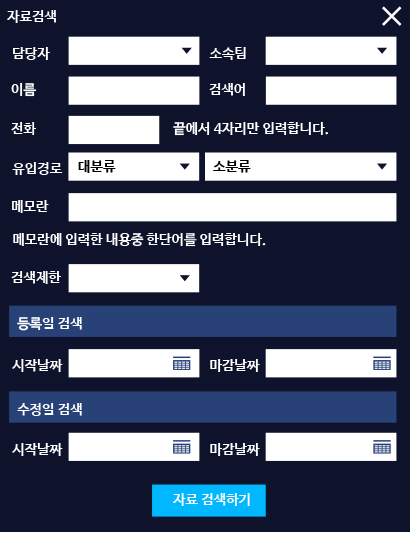 자료검색
담당자 소속팀
이름 검색어
전화 끝에서 4자리만 입력합니다.
유입경로 대분류 소분류
메모란
메모란에 입력한 내용중 한단어를 입력합니다.
검색제한
등록일 검색
시작날짜 마감날짜
수정일 검색
시작날짜 마감날짜
자료 검색하기